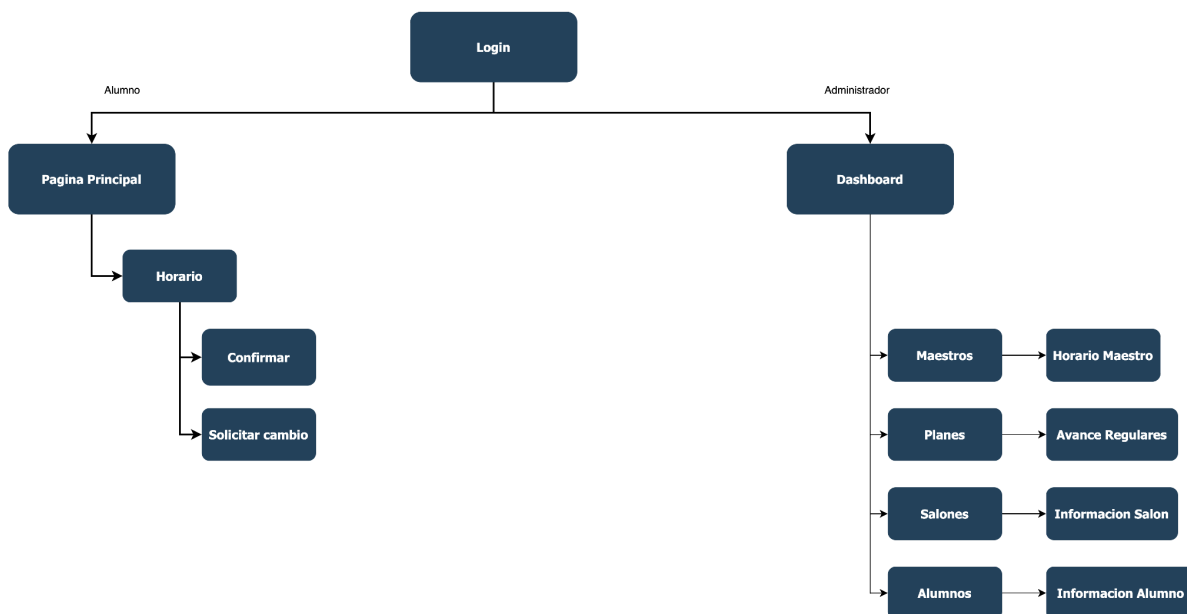 Login
Alumno
Administrador
Pagina Principal
Dashboard
Horario
Confirmar
Solicitar cambio
Maestros
Horario Maestro
Planes
Avance Regulares
Salones
Informacion Salon
Alumnos
Informacion Alumno